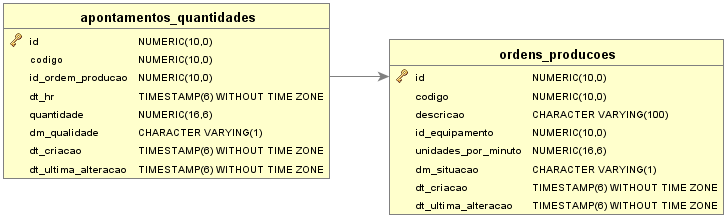 apontamentos_quantidades
id NUMERIC(10,0)
codigo NUMERIC(10,0)
id_ordem_producao NUMERIC(10,0)
dt_hr TIMESTAMP(6) WITHOUT TIME ZONE
quantidade NUMERIC(16,6)
dm_qualidade CHARACTER VARYING(1)
dt_criacao TIMESTAMP(6) WITHOUT TIME ZONE
dt_ultima_alteracao TIMESTAMP(6) WITHOUT TIME ZONE
ordens_producoes
id NUMERIC(10,0)
codigo NUMERIC(10,0)
descricao CHARACTER VARYING(100)
id_equipamento NUMERIC(10,0)
unidades_por_minuto NUMERIC(16,6)
dm_situacao CHARACTER VARYING(1)
dt_criacao TIMESTAMP(6) WITHOUT TIME ZONE
dt_ultima_alteracao TIMESTAMP(6) WITHOUT TIME ZONE